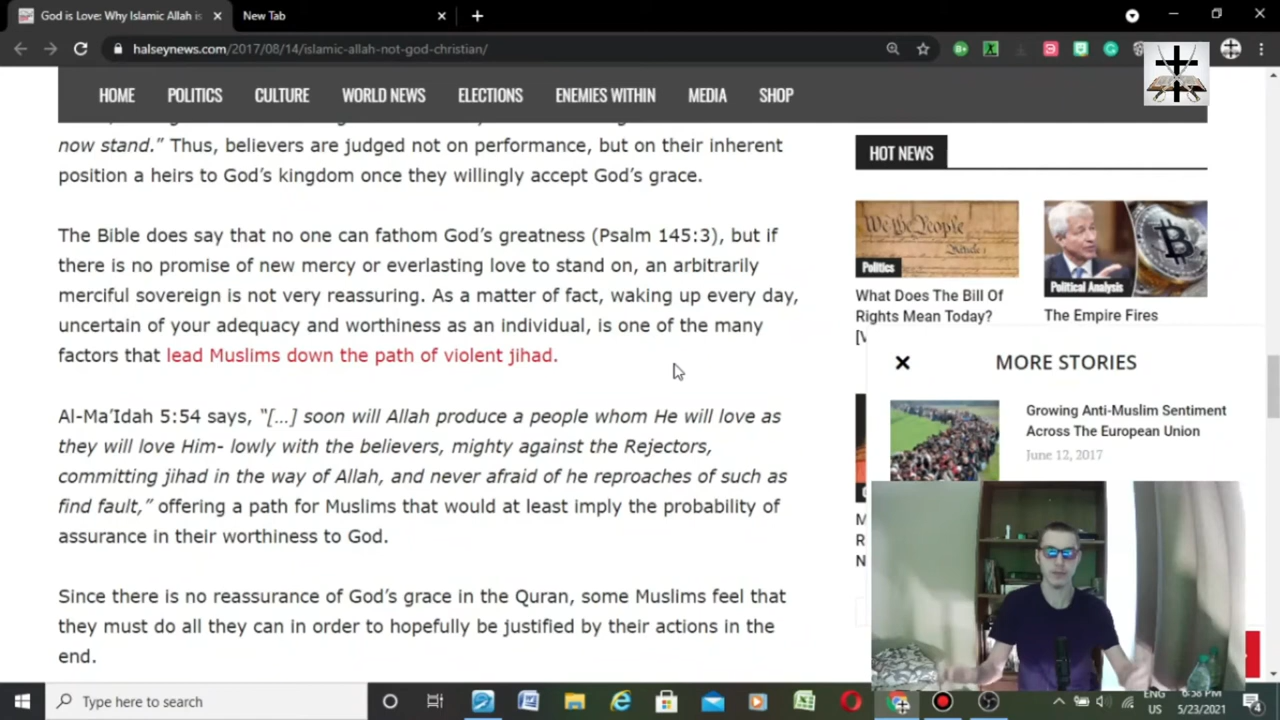 God is Love: Why Islamic Allah is
New Tab
halseynews.com/2017/08/14/islamic-allah-not-god-christian/
HOME POLITICS CULTURE WORLD NEWS ELECTIONS ENEMIES WITHIN MEDIA SHOP
now stand.” Thus, believers are judged not on performance, but on their inherent
position a heirs to God’s kingdom once they willingly accept God’s grace.
The Bible does say that no one can fathom God’s greatness (Psalm 145:3), but if
there is no promise of new mercy or everlasting love to stand on, an arbitrarily
merciful sovereign is not very reassuring. As a matter of fact, waking up every day,
uncertain of your adequacy and worthiness as an individual, is one of the many
factors that lead Muslims down the path of violent jihad.
Al-Ma’Idah 5:54 says, “[…] soon will Allah produce a people whom He will love as
they will love Him- lowly with the believers, mighty against the Rejectors,
committing jihad in the way of Allah, and never afraid of he reproaches of such as
find fault,” offering a path for Muslims that would at least imply the probability of
assurance in their worthiness to God.
Since there is no reassurance of God’s grace in the Quran, some Muslims feel that
they must do all they can in order to hopefully be justified by their actions in the
end.
HOT NEWS
We the People
Politics
What Does The Bill Of
Rights Mean Today?
Political Analysis
The Empire Fires
MORE STORIES
Growing Anti-Muslim Sentiment
Across The European Union
June 12, 2017
Type here to search
ENG
US
6:38 PM
5/23/2021
4